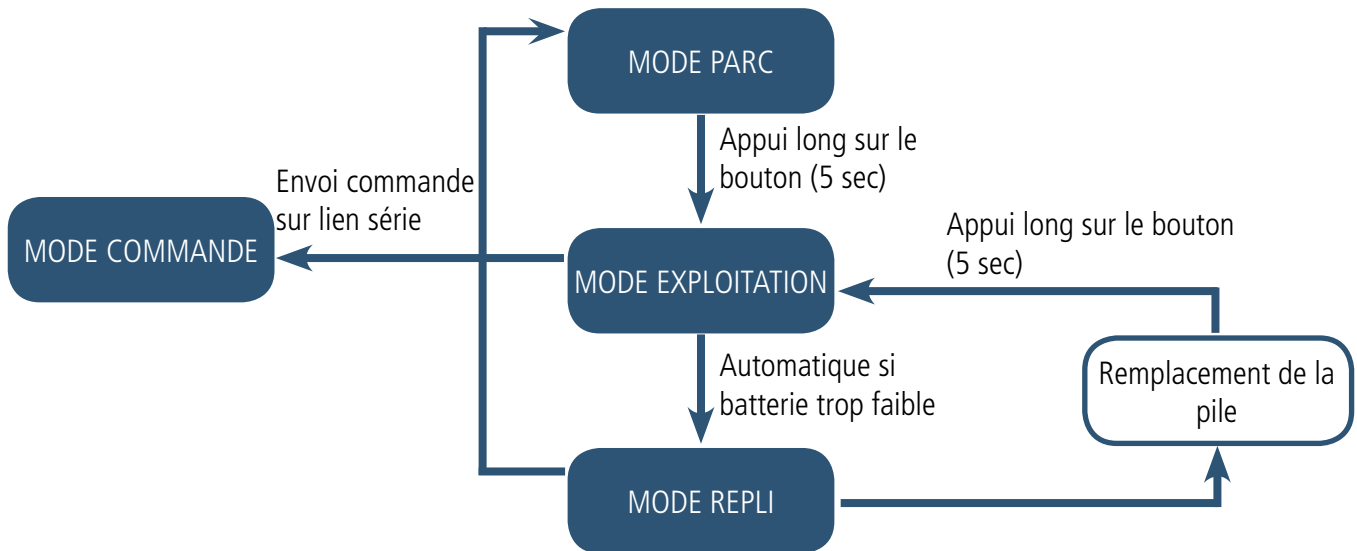 MODE PARC
Appui long sur le
bouton (5 sec)
Envoi commande
sur lien série
MODE COMMANDE
MODE EXPLOITATION
Appui long sur le bouton
(5 sec)
Automatique si
batterie trop faible
Remplacement de la
pile
MODE REPLI